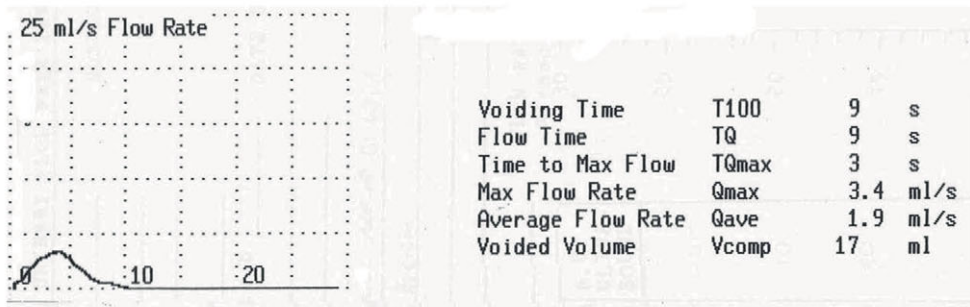 25 ml/s Flow Rate
0 10 20
Voiding Time T100 9 s
Flow Time TQ 9 s
Time to Max Flow TQmax 3 s
Max Flow Rate Qmax 3.4 ml/s
Average Flow Rate Qave 1.9 ml/s
Voided Volume Vcomp 17 ml